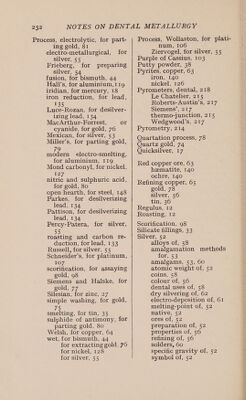 252 NOTES ON DENTAL METALLURGY
Process, electrolytic, for parting gold, 81
electro-metallurgical, for
silver, 55
Frieberg, for preparing
silver, 54
fusion, for bismuth, 44
Hall's, for aluminium, 119
iridian, for mercury, 18
iron reduction, for lead,
135
Luce-Rozan, for desilverizing lead, 134
MacArthur-Forrest, or
cyanide, for gold, 76
Mexican, for silver, 53
Miller's, for parting gold,
79
modern electro-smelting,
for aluminium, 119
Mond carbonyl, for nickel,
127
nitric and sulphuric acid,
for gold, 80
open hearth, for steel, 148
Parkes, for desilverizing
lead, 134
Pattison, for desilverizing
lead, 134
Percy-Patera, for silver,
55
roasting and carbon reduction, for lead, 133
Russell, for silver, 55
Schneider's, for platinum,
107
scorification, for assaying
gold, 98
Siemens and Halske, for
gold, 77
Silesian, for zinc, 27
simple washing, for gold,
75
smelting, for tin, 35
sulphide of antimony, for
parting gold, 80
Welsh, for copper, 64
wet, for bismuth, 44
for extracting gold, 76
for nickel, 128
for silver, 55
Process, Wollaston, for platinum, 106
Ziervogel, for silver, 55
Purple of Cassius, 103
Putty powder, 38
Pyrites, copper, 63
iron, 140
nickel, 126
Pyrometers, dental, 218
Le Chatelier, 215
Roberts-Austin's, 217
Siemens', 217
thermo-junction, 215
Wedgwood's, 217
Pyrometry, 214
Quartation process, 78
Quartz gold, 74
Quicksilver, 17
Red copper ore, 63
hæmatite, 140
ochre, 140
Refining copper, 65
gold, 78
silver, 56
tin, 36
Regulus, 12
Roasting, 12
Scorification, 98
Silicate fillings, 33
Silver, 52
alloys of, 58
amalgamation methods
for, 53
amalgams, 53, 60
atomic weight of, 52
coins, 58
colour of, 56
dental uses of, 58
dry silvering of, 62
electro-deposition of, 61
melting-point of, 52
native, 52
ores of, 52
preparation of, 52
properties of, 56
refining of, 56
solders, 60
specific gravity of, 52
symbol of, 52